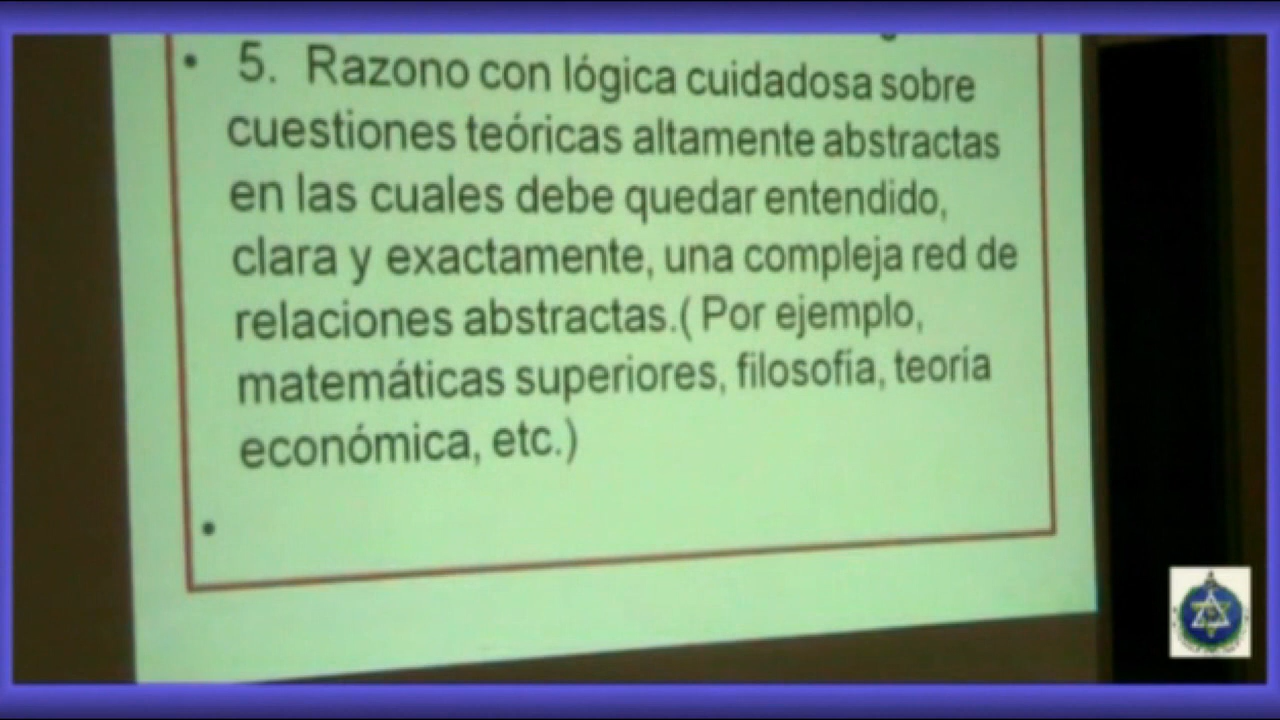 • 5. Razono con lógica cuidadosa sobre
cuestiones teóricas altamente abstractas
en las cuales debe quedar entendido,
clara y exactamente, una compleja red de
relaciones abstractas.( Por ejemplo,
matemáticas superiores, filosofía, teoría
económica, etc.)
•